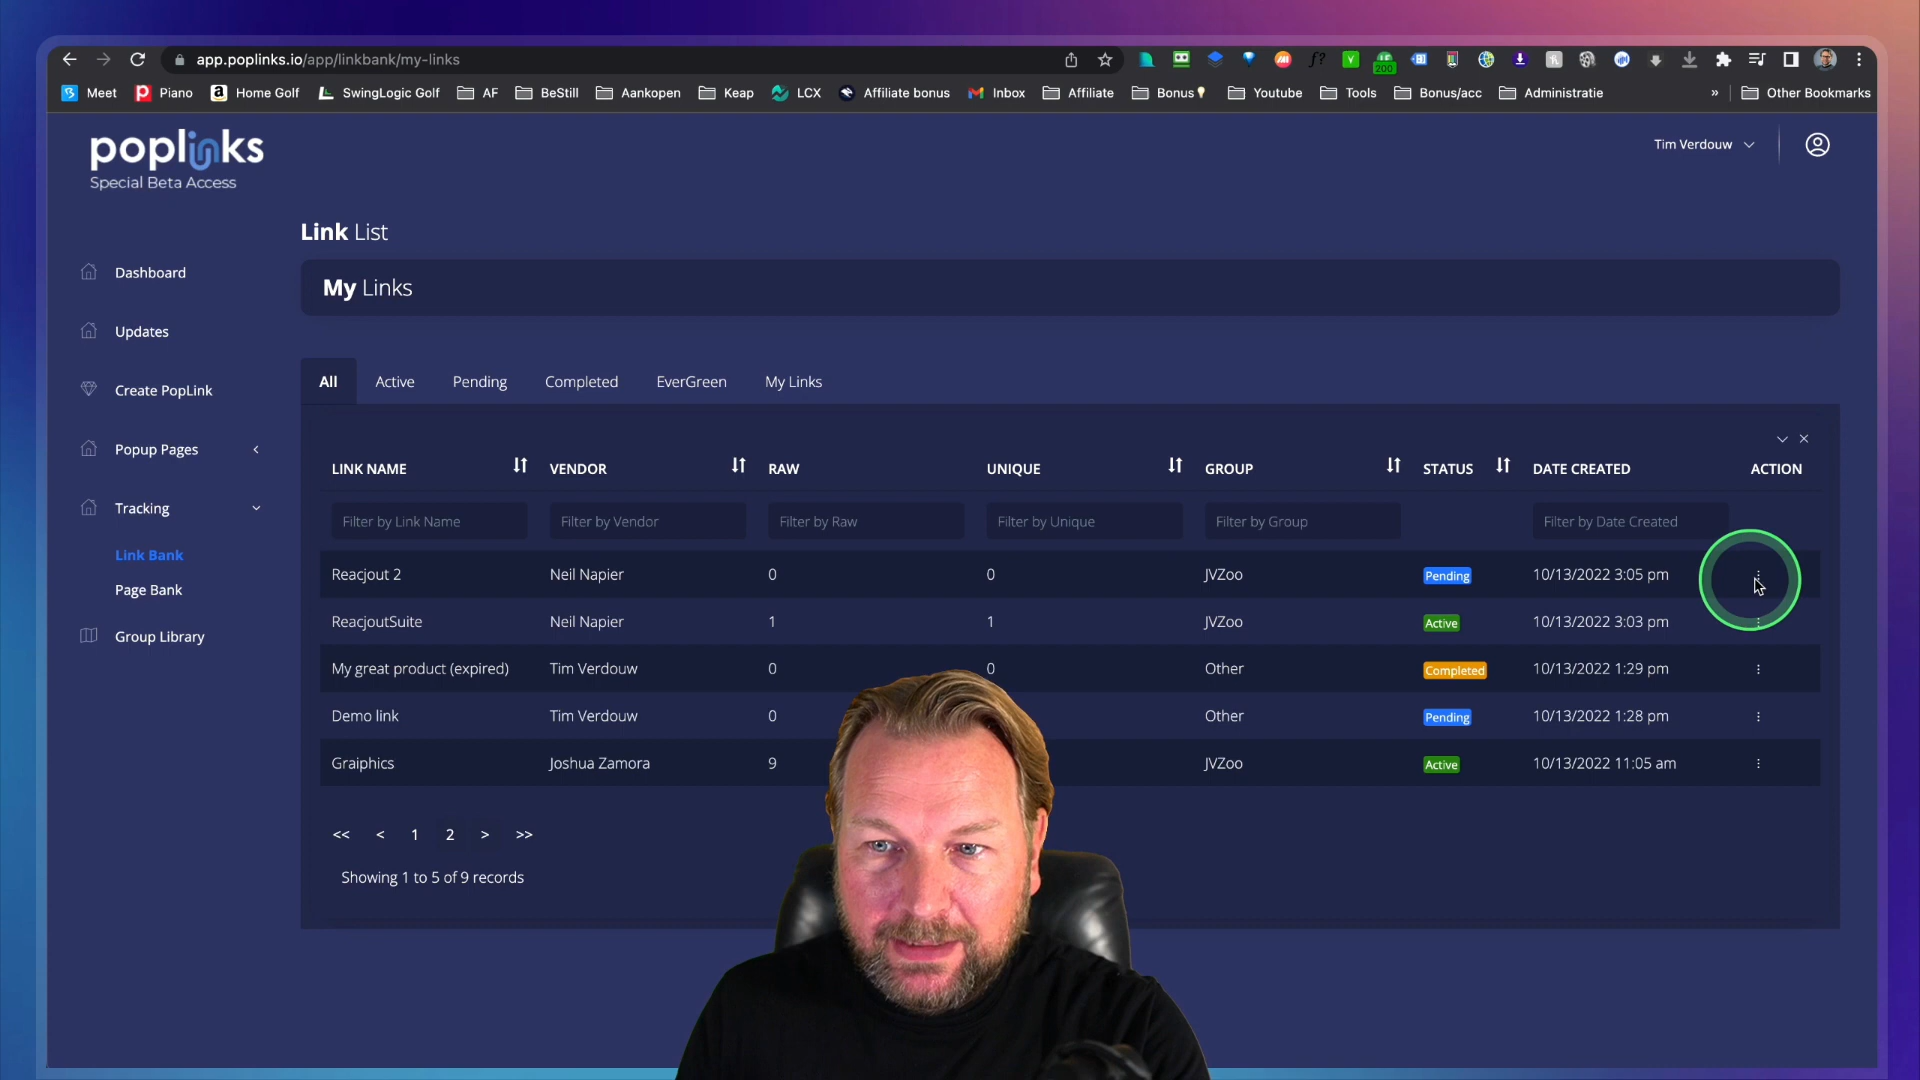 app.poplinks.io/app/linkbank/my-links
200
Meet Piano Home Golf SwingLogic Golf AF BeStill Aankopen Keap LCX Affiliate bonus Inbox Affiliate Bonus Youtube Tools Bonus/acc Administratie » Other Bookmarks
poplinks
Special Beta Access
Tim Verdouw
Link List
My Links
Dashboard
Updates
Create PopLink
Popup Pages
Tracking
Link Bank
Page Bank
Group Library
All Active Pending Completed EverGreen My Links
LINK NAME VENDOR RAW UNIQUE GROUP STATUS DATE CREATED ACTION
Filter by Link Name Filter by Vendor Filter by Raw Filter by Unique Filter by Group Filter by Date Created
Reacjout 2 Neil Napier 0 0 JVZoo Pending 10/13/2022 3:05 pm
ReacjoutSuite Neil Napier 1 1 JVZoo Active 10/13/2022 3:03 pm
My great product (expired) Tim Verdouw 0 0 Other Completed 10/13/2022 1:29 pm
Demo link Tim Verdouw 0 Other Pending 10/13/2022 1:28 pm
Graiphics Joshua Zamora 9 JVZoo Active 10/13/2022 11:05 am
<< < 1 2 > >>
Showing 1 to 5 of 9 records